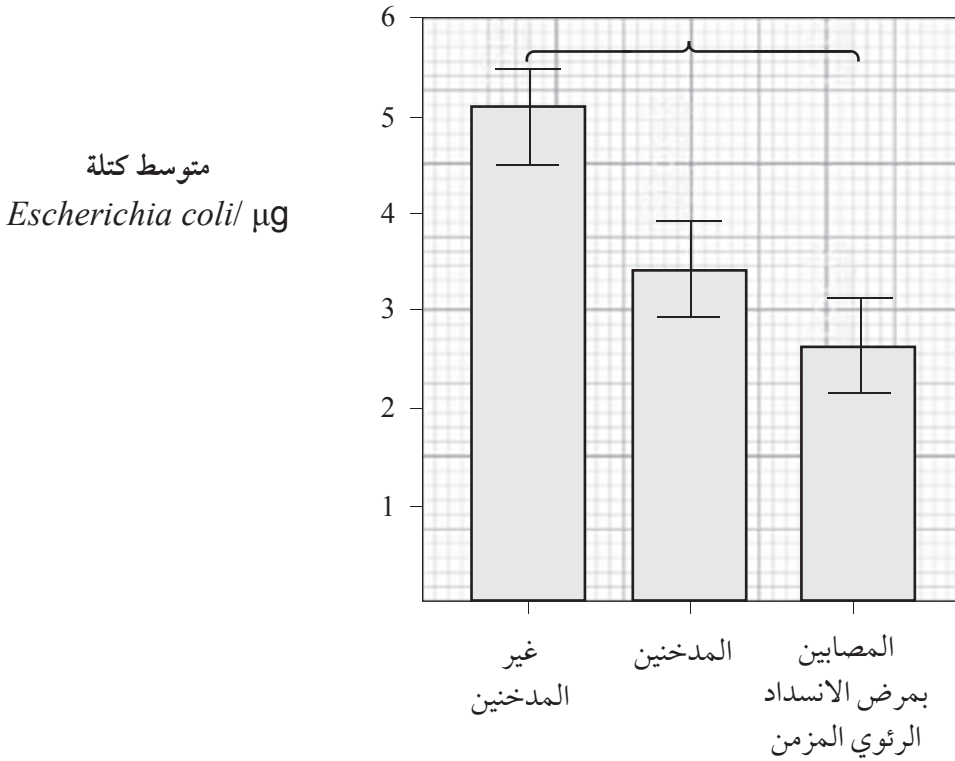 6
5
4
3
2
1
متوسط كتلة
Escherichia coli/ µg
غير
المدخنين
المدخنين
المصابين
بمرض الانسداد
الرئوي المزمن